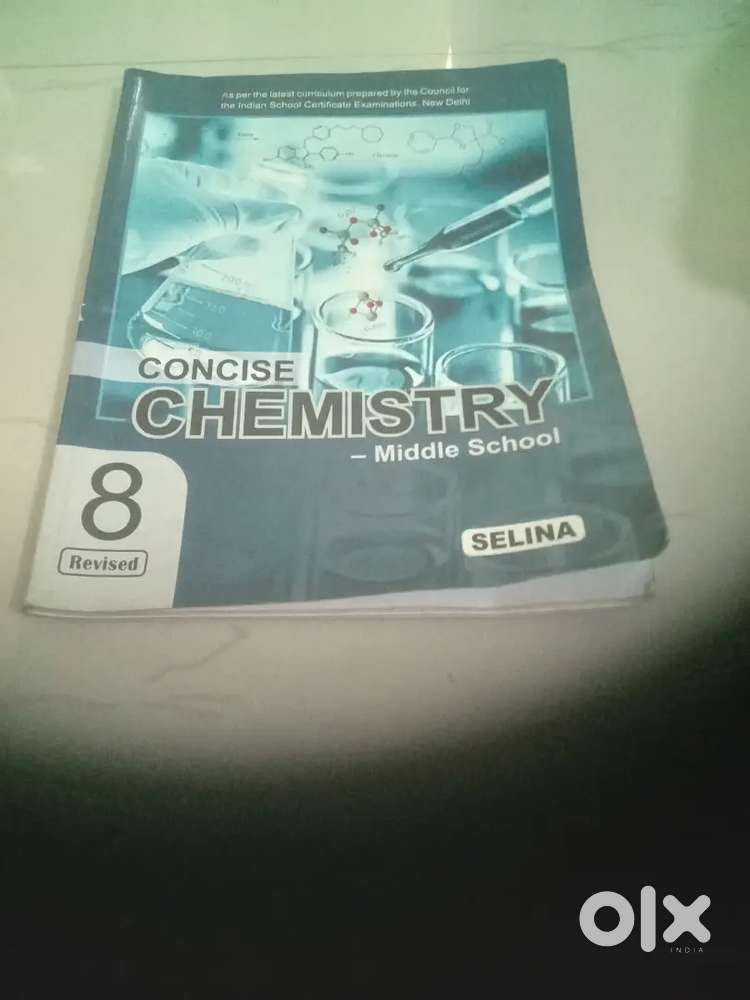 As per the latest curriculum prepared by the Council for
the Indian School Certificate Examinations, New Delhi
CONCISE
CHEMISTRY
– Middle School
8
Revised
SELINA
olx
INDIA